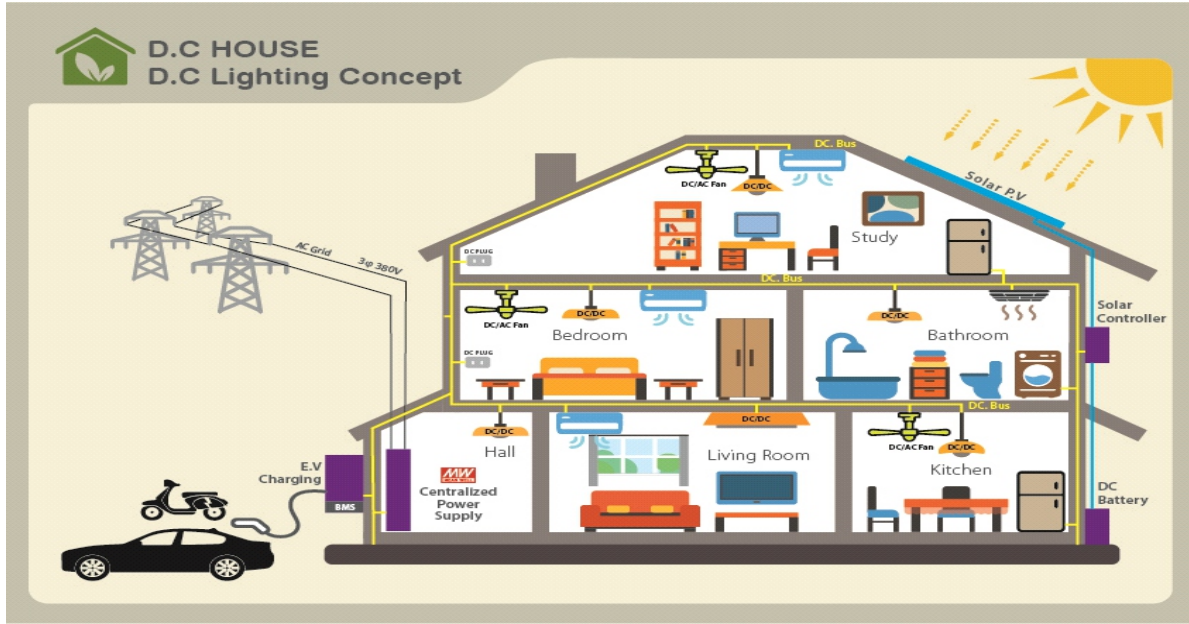 D.C HOUSE
D.C Lighting Concept
DC. Bus
DC/AC Fan
DC/DC
Solar P.V
Study
DC PLUG
AC Grid
3φ 380V
DC. Bus
DC/AC Fan
DC/DC
Bedroom
DC/DC
Bathroom
Solar
Controller
DC PLUG
DC. Bus
DC/DC
Hall
DC/DC
Living Room
DC/AC Fan
DC/DC
Kitchen
E.V
Charging
BMS
MW
Centralized
Power
Supply
DC
Battery